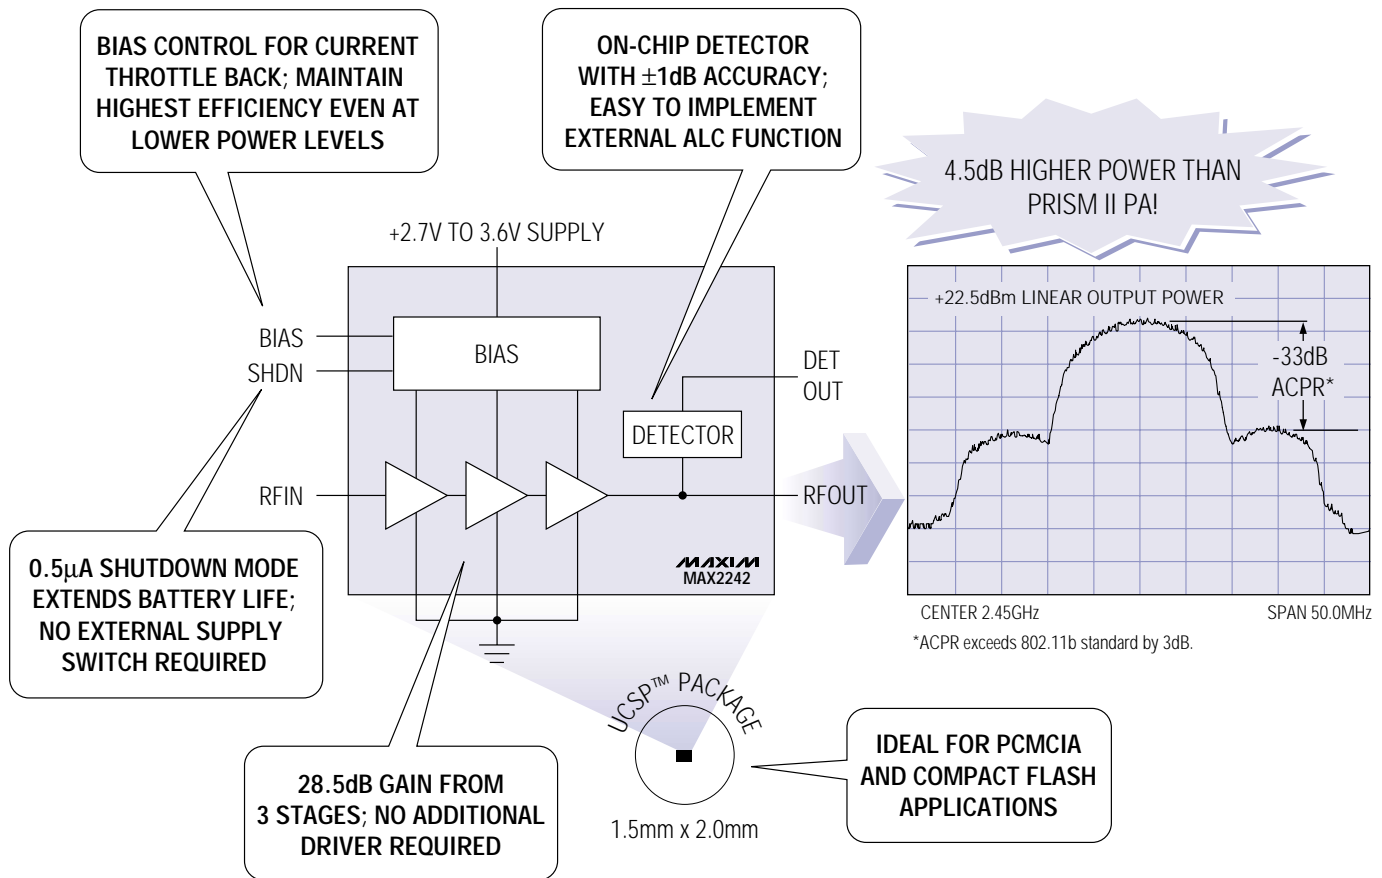 BIAS CONTROL FOR CURRENT
THROTTLE BACK; MAINTAIN
HIGHEST EFFICIENCY EVEN AT
LOWER POWER LEVELS
ON-CHIP DETECTOR
WITH ±1dB ACCURACY;
EASY TO IMPLEMENT
EXTERNAL ALC FUNCTION
4.5dB HIGHER POWER THAN
PRISM II PA!
+2.7V TO 3.6V SUPPLY
BIAS
SHDN
BIAS
DET
OUT
DETECTOR
RFIN
RFOUT
MAXIM
MAX2242
+22.5dBm LINEAR OUTPUT POWER
-33dB
ACPR*
CENTER 2.45GHz
SPAN 50.0MHz
*ACPR exceeds 802.11b standard by 3dB.
0.5µA SHUTDOWN MODE
EXTENDS BATTERY LIFE;
NO EXTERNAL SUPPLY
SWITCH REQUIRED
28.5dB GAIN FROM
3 STAGES; NO ADDITIONAL
DRIVER REQUIRED
UCSP™ PACKAGE
1.5mm x 2.0mm
IDEAL FOR PCMCIA
AND COMPACT FLASH
APPLICATIONS